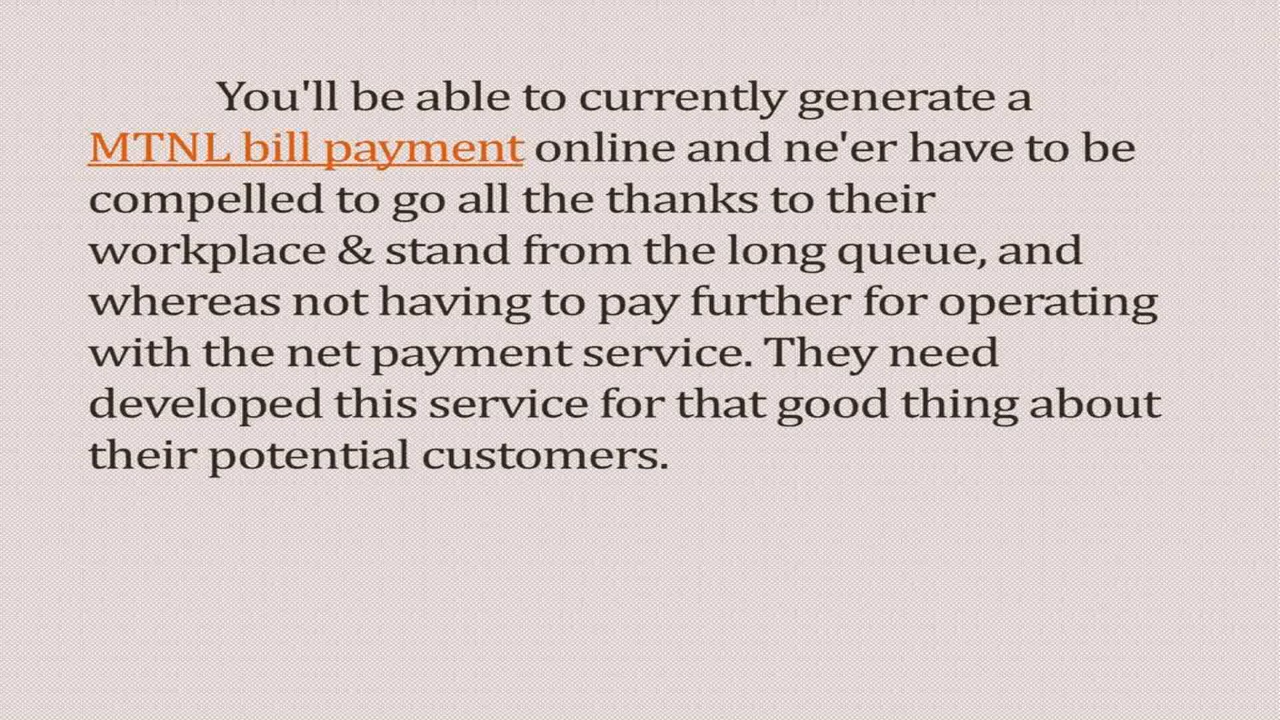 You'll be able to currently generate a
MTNL bill payment online and ne'er have to be
compelled to go all the thanks to their
workplace & stand from the long queue, and
whereas not having to pay further for operating
with the net payment service. They need
developed this service for that good thing about
their potential customers.